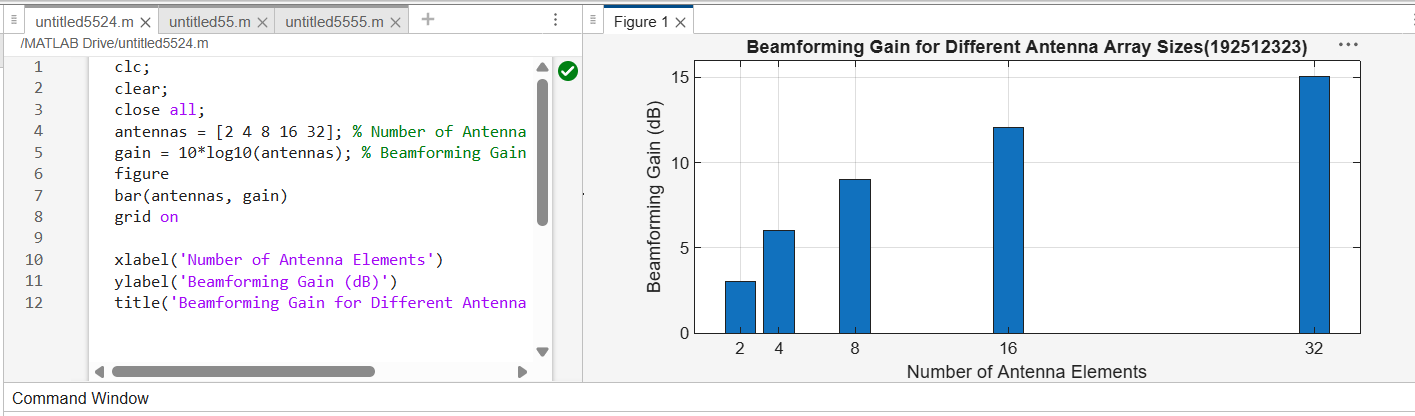 untitled5524.m × untitled55.m × untitled5555.m × +
/MATLAB Drive/untitled5524.m
1 clc;
2 clear;
3 close all;
4 antennas = [2 4 8 16 32]; % Number of Antenna
5 gain = 10*log10(antennas); % Beamforming Gain
6 figure
7 bar(antennas, gain)
8 grid on
9
10 xlabel('Number of Antenna Elements')
11 ylabel('Beamforming Gain (dB)')
12 title('Beamforming Gain for Different Antenna
Figure 1 ×
Beamforming Gain for Different Antenna Array Sizes(192512323)
Beamforming Gain (dB)
15
10
5
0
2 4 8 16 32
Number of Antenna Elements
Command Window